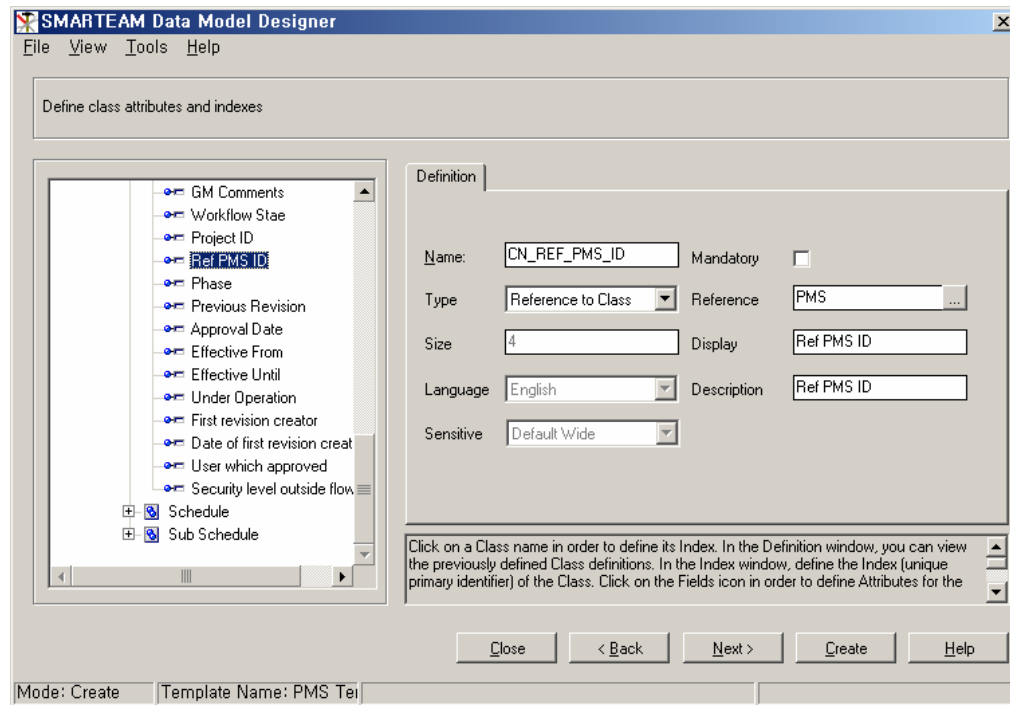 SMARTEAM Data Model Designer
File View Tools Help
Define class attributes and indexes
GM Comments
Workflow Stae
Project ID
Ref PMS ID
Phase
Previous Revision
Approval Date
Effective From
Effective Until
Under Operation
First revision creator
Date of first revision creat
User which approved
Security level outside flow
Schedule
Sub Schedule
Definition
Name: CN_REF_PMS_ID Mandatory
Type Reference to Class Reference PMS ...
Size 4 Display Ref PMS ID
Language English Description Ref PMS ID
Sensitive Default Wide
Click on a Class name in order to define its Index. In the Definition window, you can view
the previously defined Class definitions. In the Index window, define the Index (unique
primary identifier) of the Class. Click on the Fields icon in order to define Attributes for the
Close < Back Next > Create Help
Mode: Create Template Name: PMS Ter